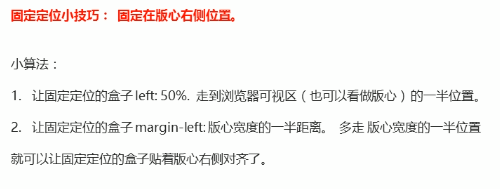 固定定位小技巧： 固定在版心右侧位置。
小算法：
1. 让固定定位的盒子 left: 50%. 走到浏览器可视区（也可以看做版心）的一半位置。
2. 让固定定位的盒子 margin-left: 版心宽度的一半距离。 多走 版心宽度的一半位置
就可以让固定定位的盒子贴着版心右侧对齐了。